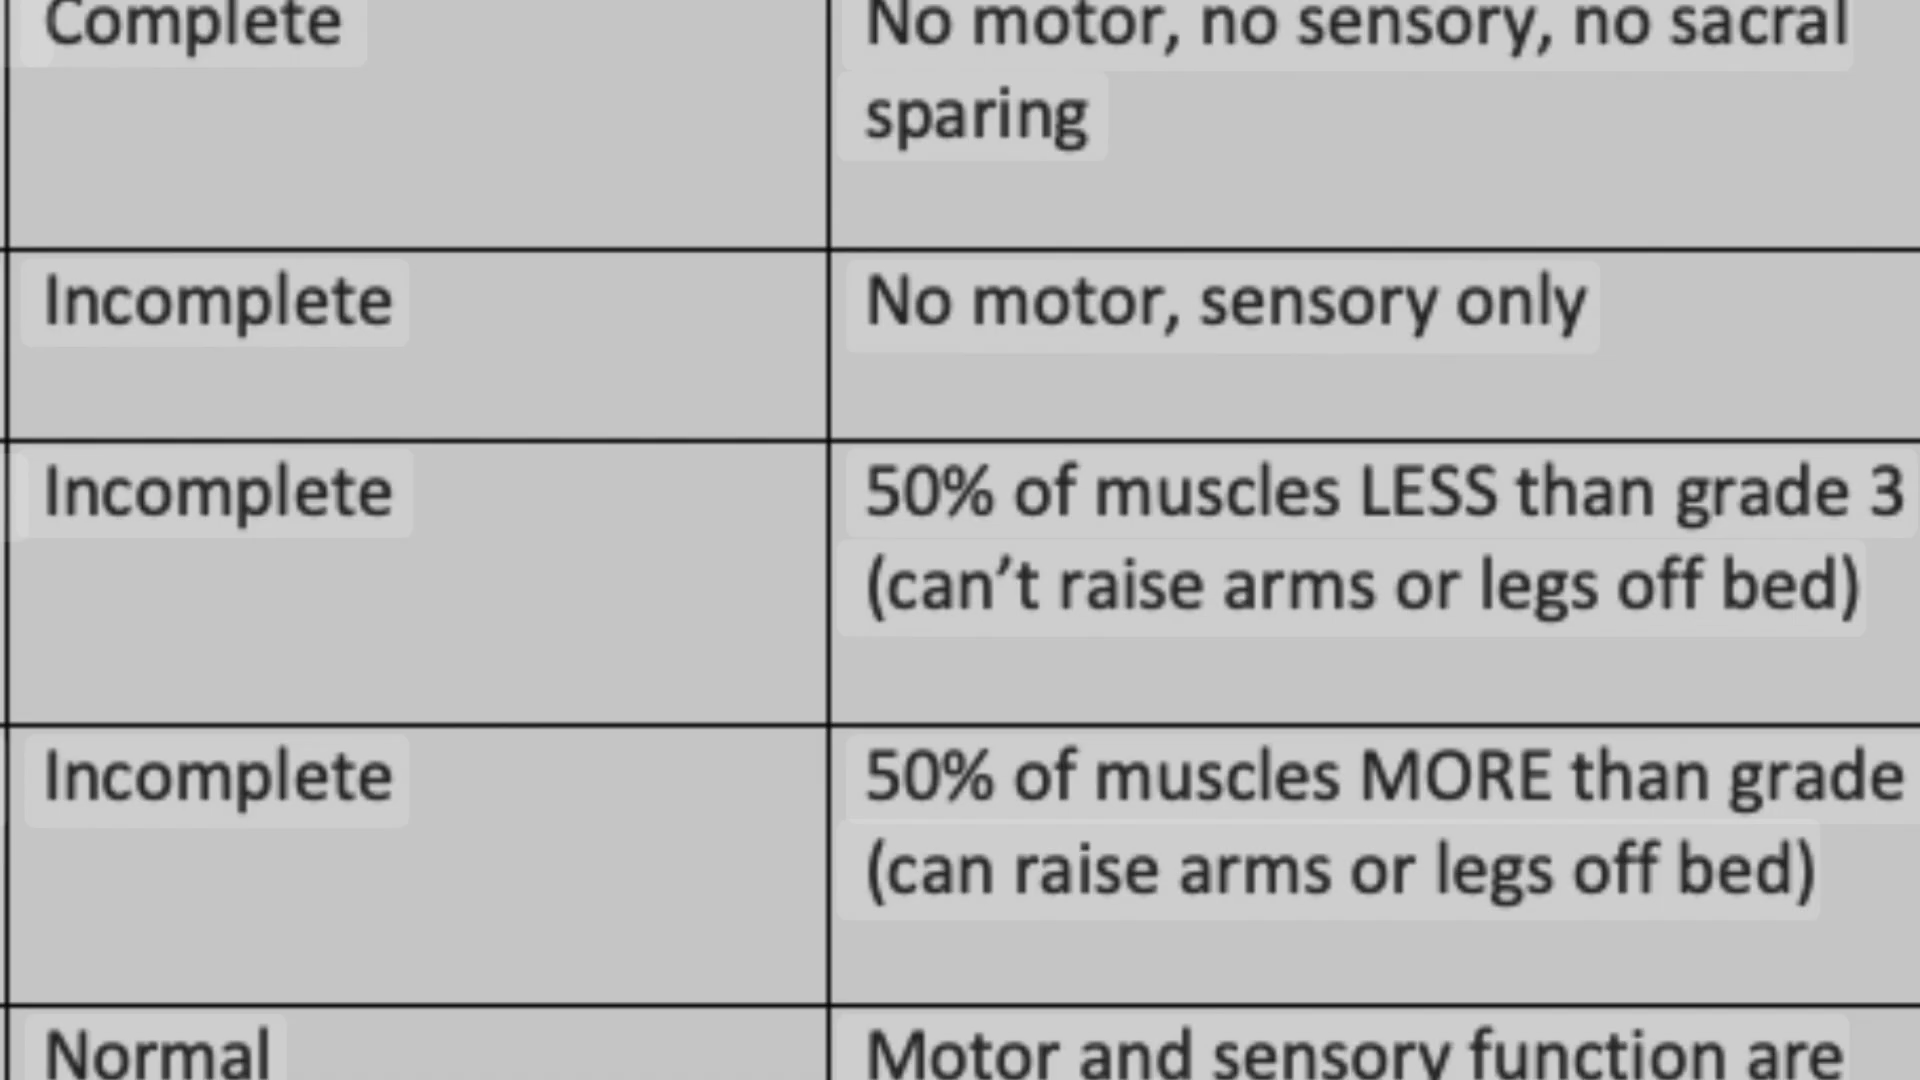 Complete
No motor, no sensory, no sacral
sparing
Incomplete
No motor, sensory only
Incomplete
50% of muscles LESS than grade 3
(can’t raise arms or legs off bed)
Incomplete
50% of muscles MORE than grade
(can raise arms or legs off bed)
Normal
Motor and sensory function are